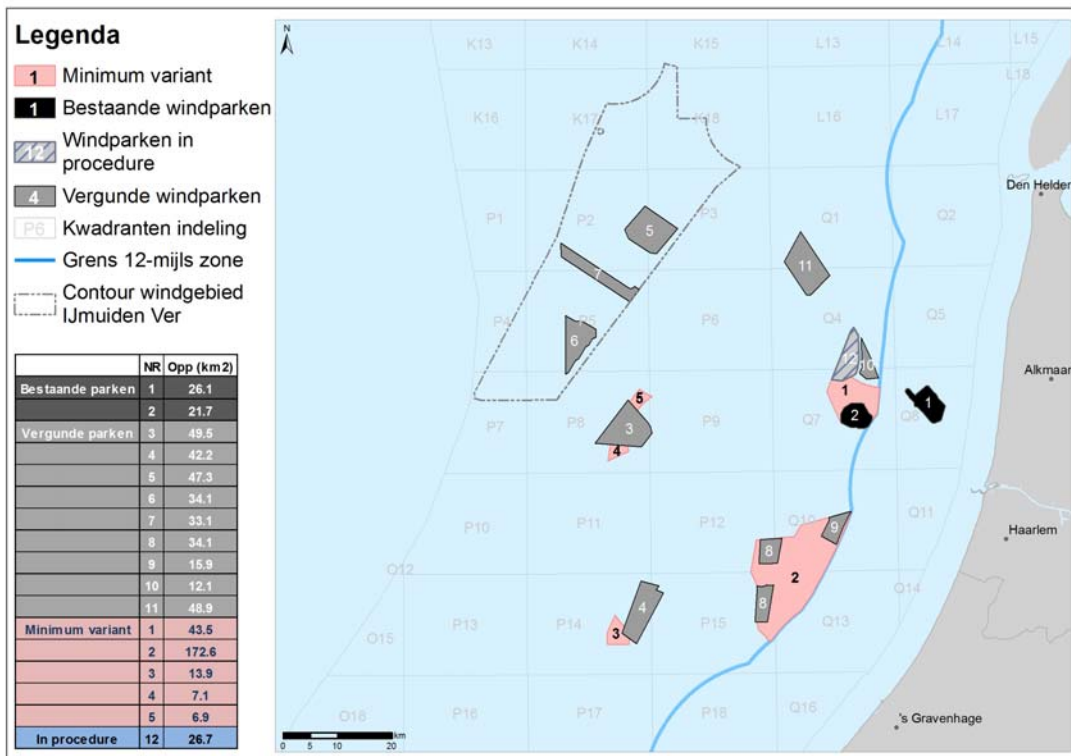 Legenda
1 Minimum variant
1 Bestaande windparken
12 Windparken in
procedure
4 Vergunde windparken
P6 Kwadranten indeling
Grens 12-mijls zone
Contour windgebied
IJmuiden Ver
NR Opp (km2)
Bestaande parken 1 26.1
2 21.7
Vergunde parken 3 49.5
4 42.2
5 47.3
6 34.1
7 33.1
8 34.1
9 15.9
10 12.1
11 48.9
Minimum variant 1 43.5
2 172.6
3 13.9
4 7.1
5 6.9
In procedure 12 26.7
N
K13 K14 K15 L13 L14 L15
L18
K16 K17 K18 L16 L17
Den Helder
P1 P2 P3 Q1 Q2
5
7 11
P4 P5 P6 Q4 Q5
6 12 10
Alkmaar
5 1
P7 P8 3 P9 Q7 2 Q8 1
4
P10 P11 P12 Q10 9 Q11
Haarlem
8
O12 2
Q14
4 8
O15 P13 P14 3 P15 Q13
O18 P16 P17 P18 Q16
's Gravenhage
km
0 5 10 20